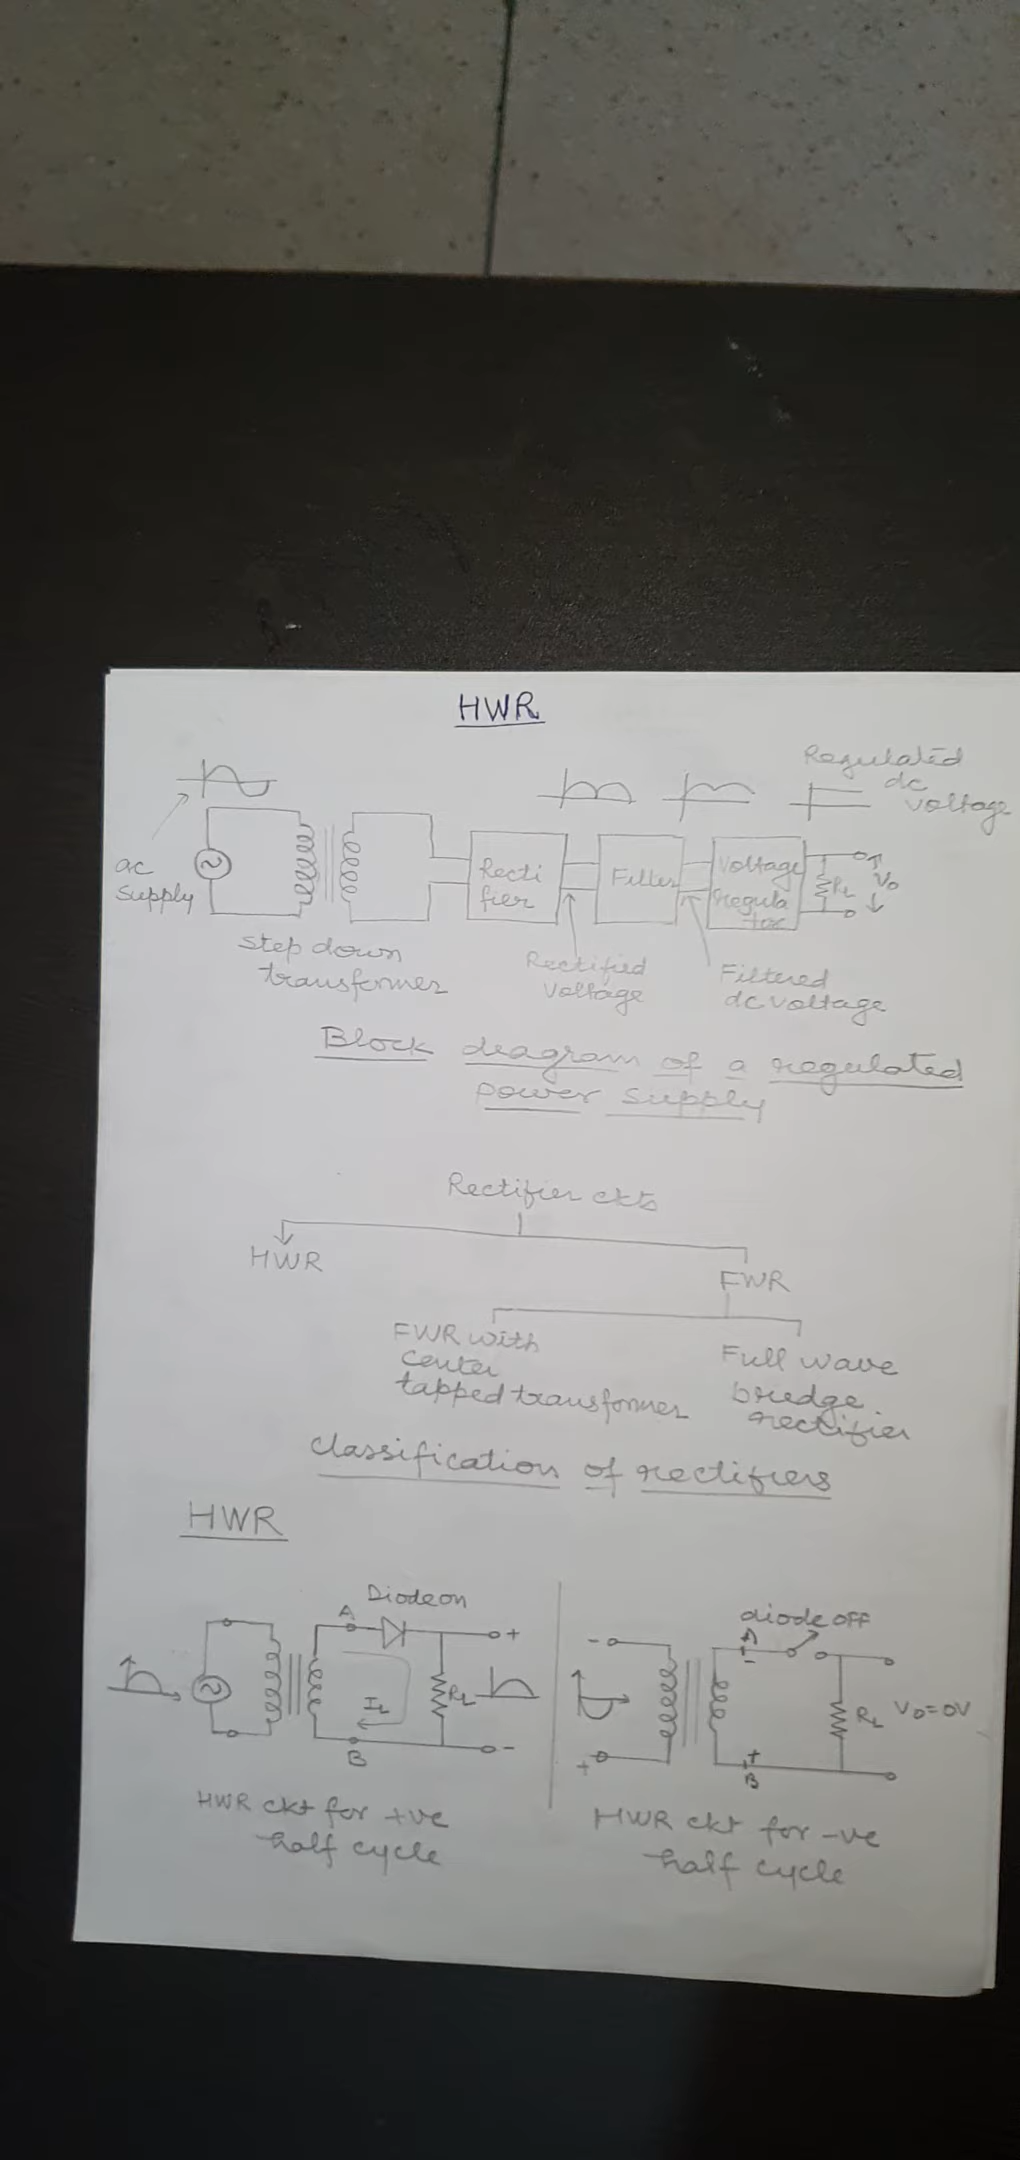 HWR
Regulated
dc
voltage
ac
supply
Recti
fier
Filter
Voltage
regula
tor
RL
Vo
step down
transformer
Rectified
voltage
Filtered
dc voltage
Block deagram of a regulated
power supply
Rectifier ckts
HWR
FWR
FWR with
center
tapped transformer
Full wave
bredge
rectifier
classification of rectifiers
HWR
Diode on
A
+
IL
RL
B
-
HWR ckt for +ve
half cycle
diode off
-
A
-
RL
Vo=0V
+
+
B
HWR ckt for -ve
half cycle